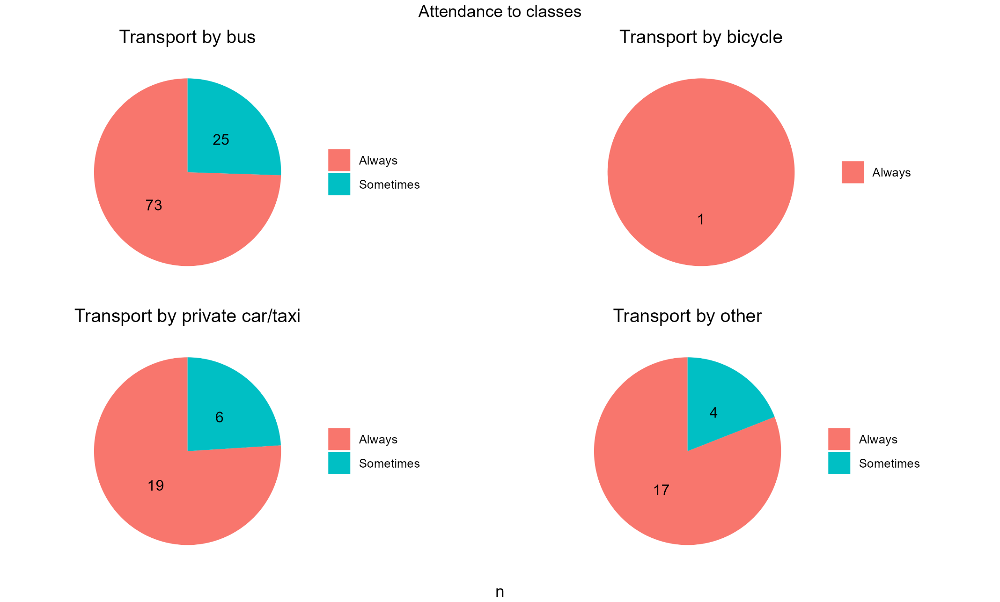 Attendance to classes
Transport by bus
25
73
Always
Sometimes
Transport by bicycle
1
Always
Transport by private car/taxi
6
19
Always
Sometimes
Transport by other
4
17
Always
Sometimes
n